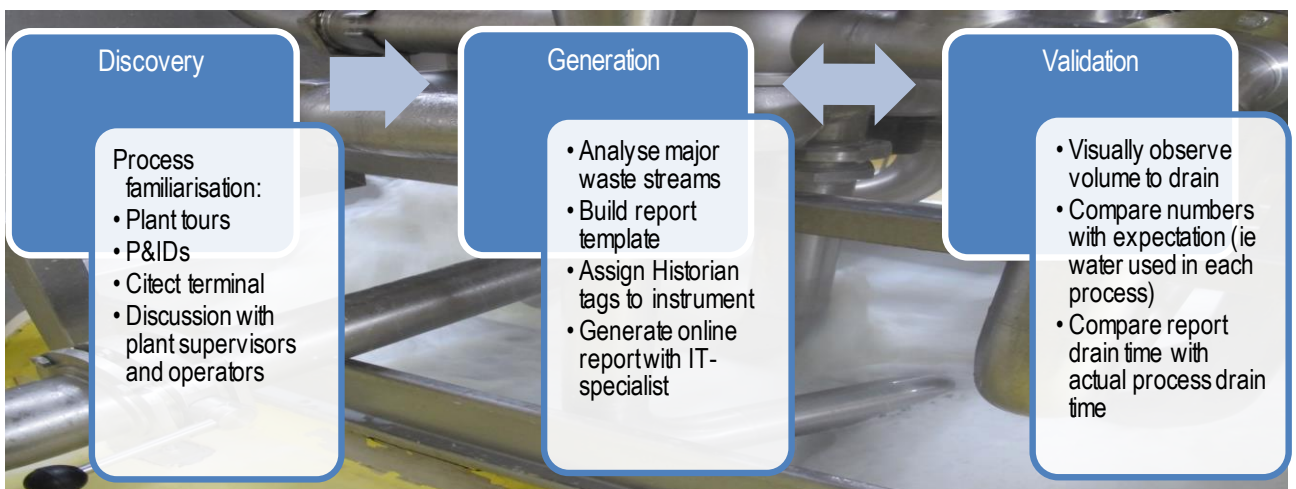 Discovery
Process
familiarisation:
• Plant tours
• P&IDs
• Citect terminal
• Discussion with
plant supervisors
and operators
Generation
• Analyse major
waste streams
• Build report
template
• Assign Historian
tags to instrument
• Generate online
report with IT-
specialist
Validation
• Visually observe
volume to drain
• Compare numbers
with expectation (ie
water used in each
process)
• Compare report
drain time with
actual process drain
time